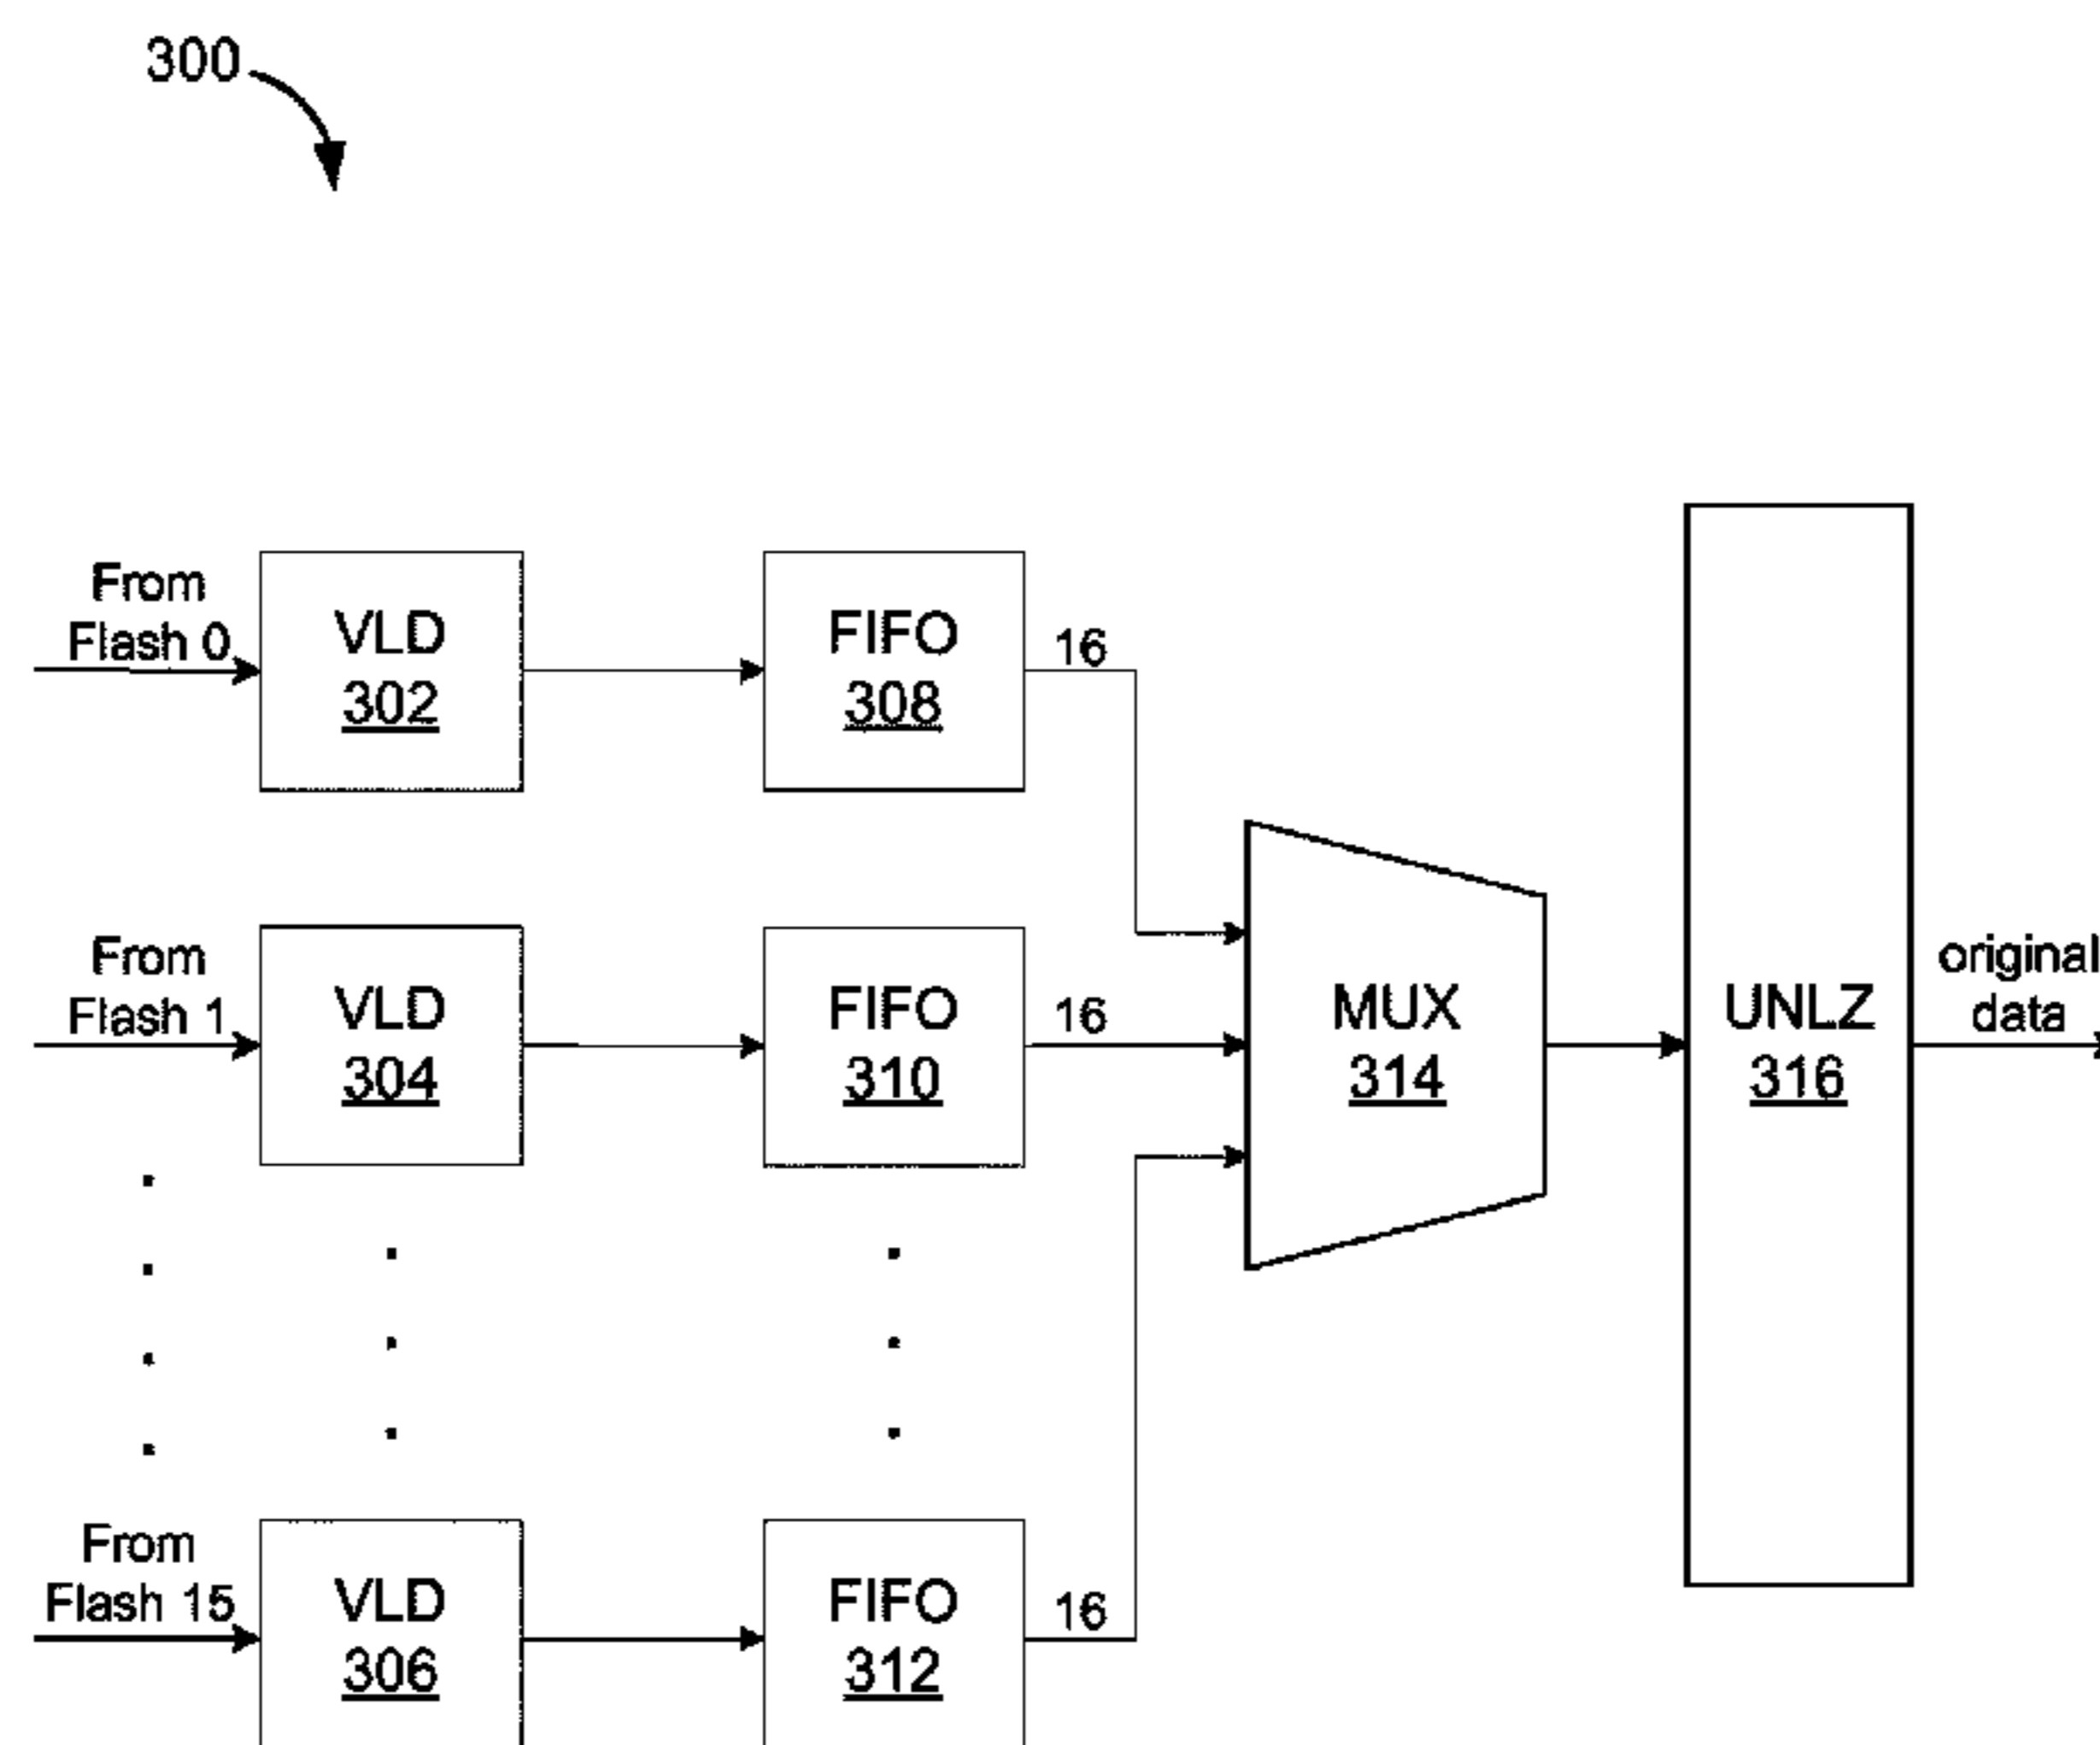 300
From
Flash 0
VLD
302
FIFO
308
16
From
Flash 1
VLD
304
FIFO
310
16
MUX
314
UNLZ
316
original
data
From
Flash 15
VLD
306
FIFO
312
16